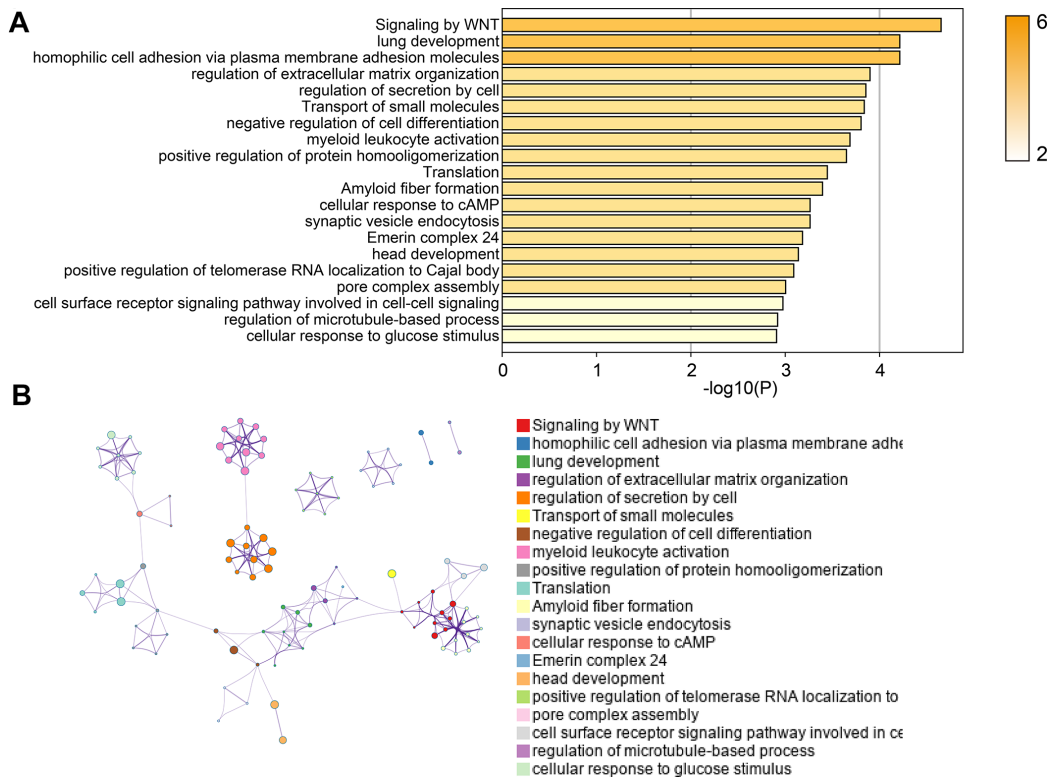 A
Signaling by WNT
lung development
homophilic cell adhesion via plasma membrane adhesion molecules
regulation of extracellular matrix organization
regulation of secretion by cell
Transport of small molecules
negative regulation of cell differentiation
myeloid leukocyte activation
positive regulation of protein homooligomerization
Translation
Amyloid fiber formation
cellular response to cAMP
synaptic vesicle endocytosis
Emerin complex 24
head development
positive regulation of telomerase RNA localization to Cajal body
pore complex assembly
cell surface receptor signaling pathway involved in cell-cell signaling
regulation of microtubule-based process
cellular response to glucose stimulus
0 1 2 3 4
-log10(P)
6
2
B
Signaling by WNT
homophilic cell adhesion via plasma membrane adhe
lung development
regulation of extracellular matrix organization
regulation of secretion by cell
Transport of small molecules
negative regulation of cell differentiation
myeloid leukocyte activation
positive regulation of protein homooligomerization
Translation
Amyloid fiber formation
synaptic vesicle endocytosis
cellular response to cAMP
Emerin complex 24
head development
positive regulation of telomerase RNA localization to
pore complex assembly
cell surface receptor signaling pathway involved in ce
regulation of microtubule-based process
cellular response to glucose stimulus